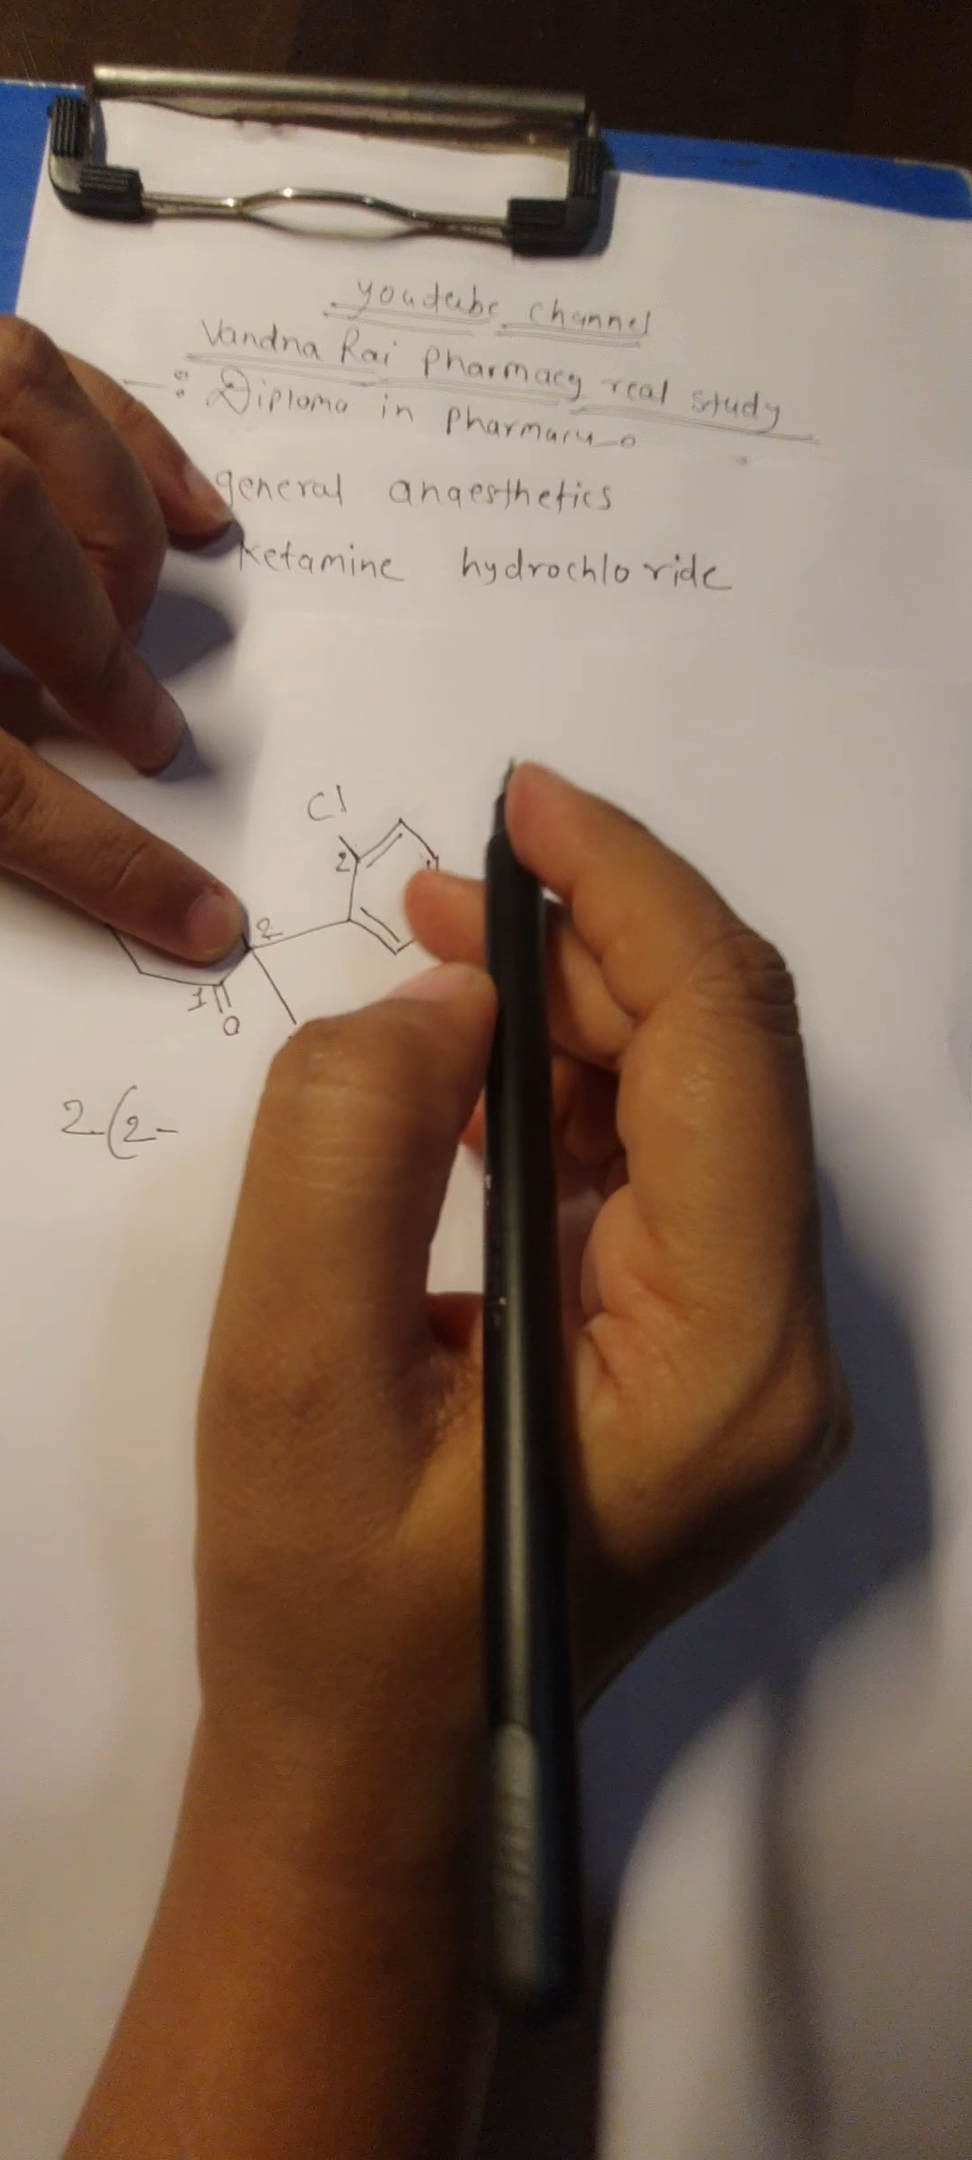 youtube channel
Vandna Rai pharmacy real study
Diploma in pharmacy
general anaesthetics
ketamine hydrochloride
Cl
2
2
1
O
2-(2-